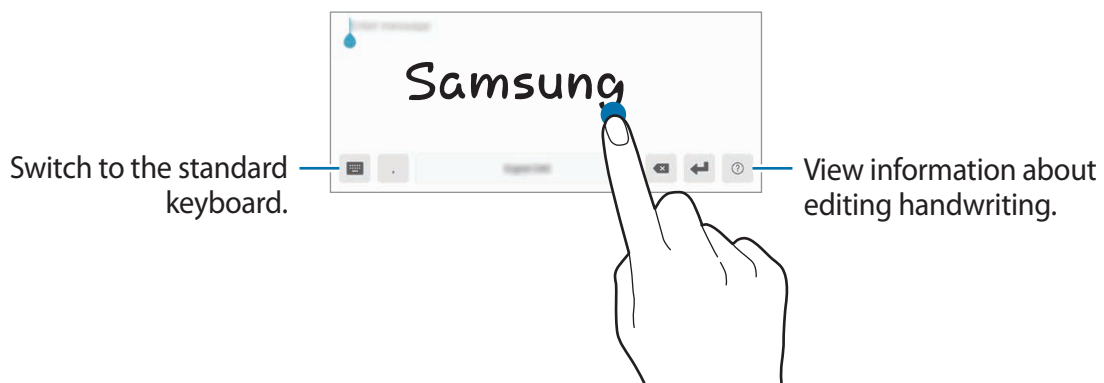 Samsung
Switch to the standard
keyboard.
,
View information about
editing handwriting.